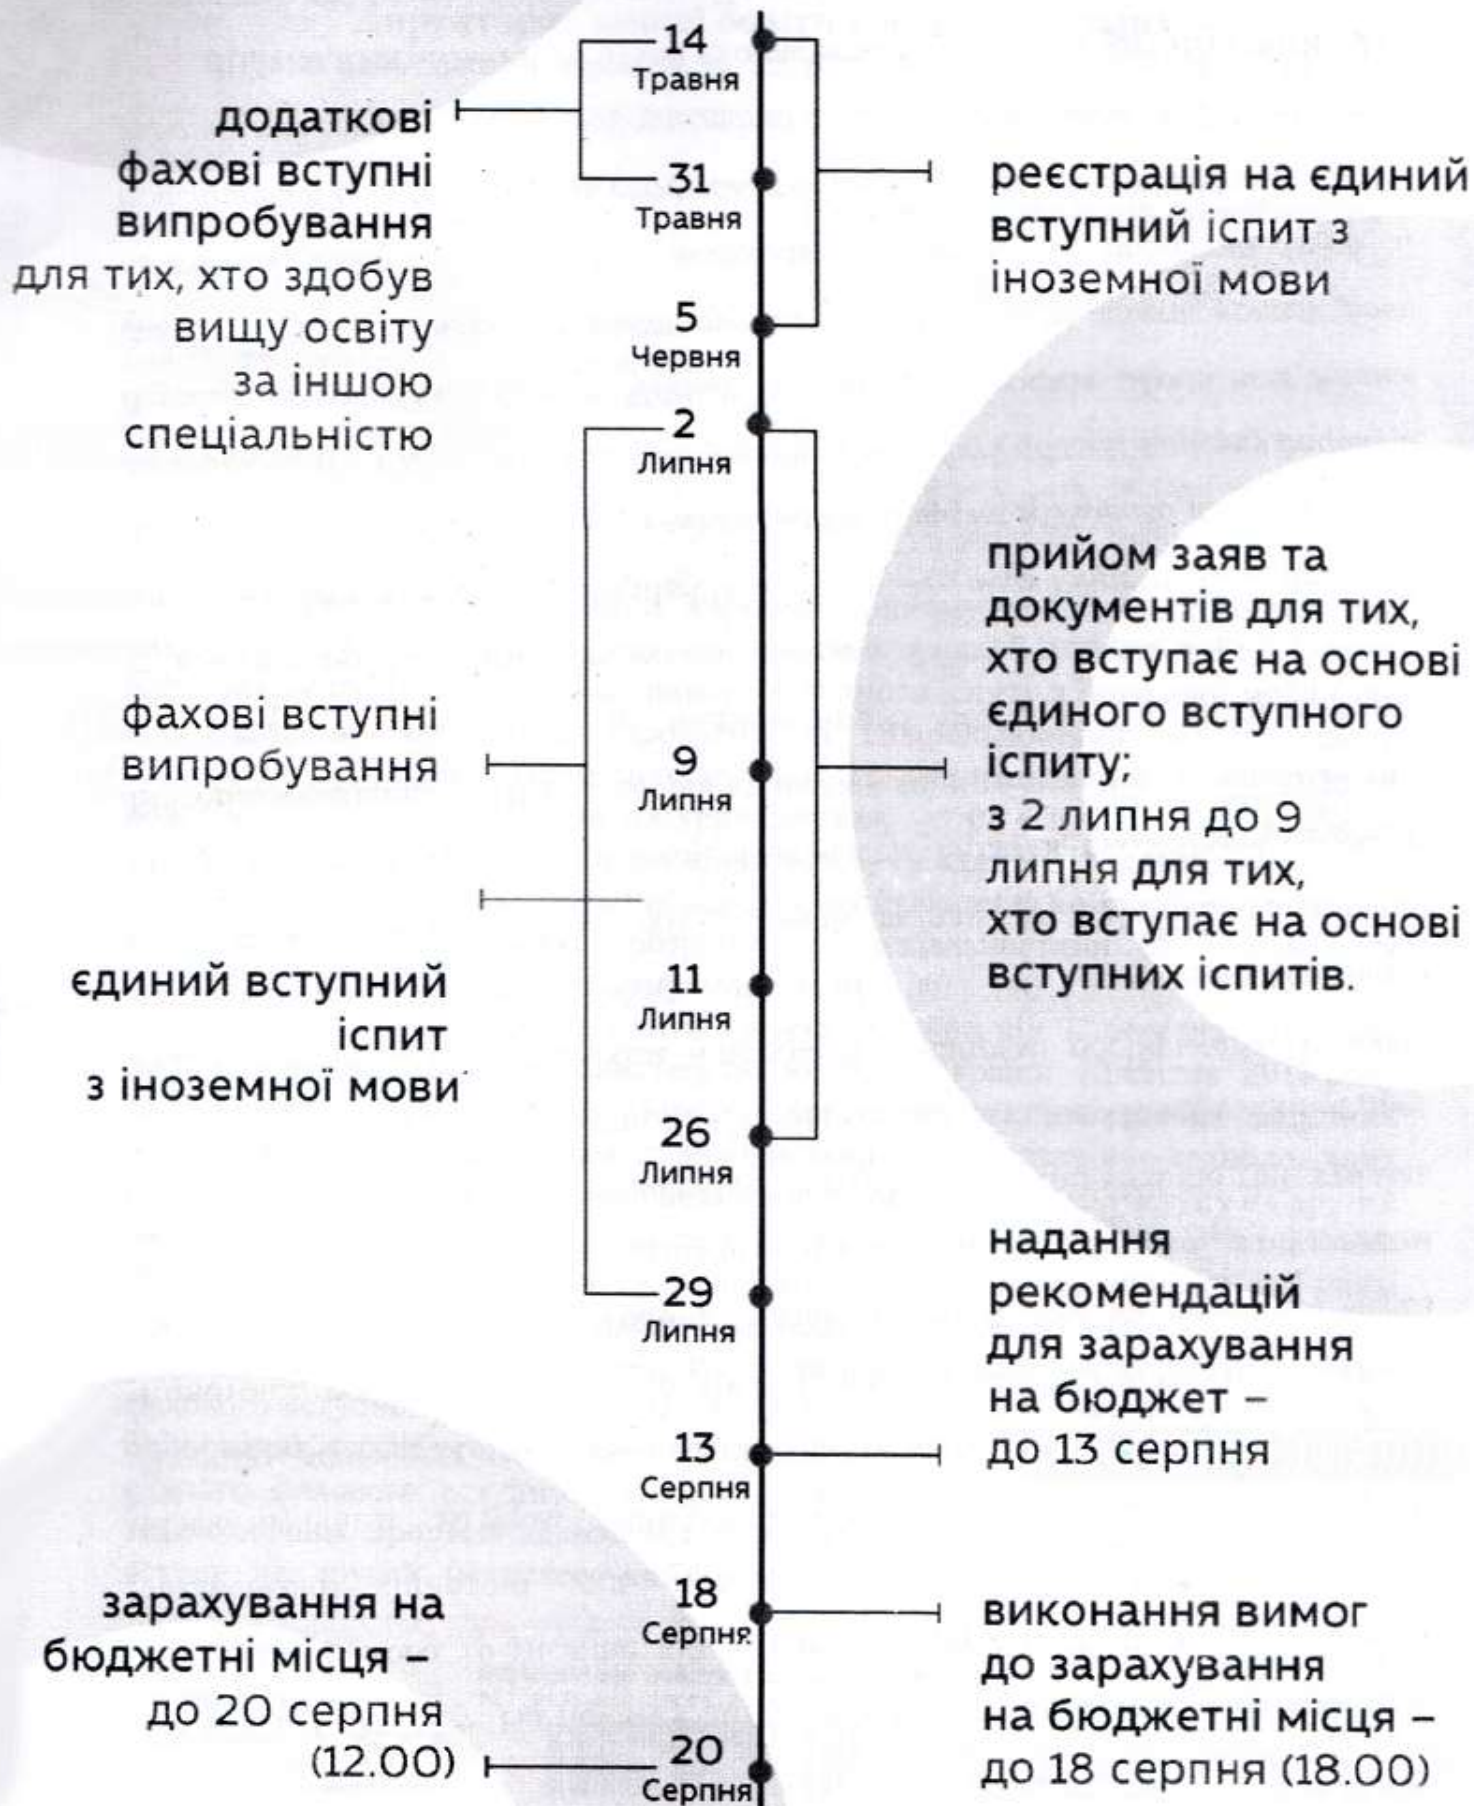 14
Травня
додаткові
фахові вступні
випробування
для тих, хто здобув
вищу освіту
за іншою
спеціальністю
31
Травня
реєстрація на єдиний
вступний іспит з
іноземної мови
5
Червня
2
Липня
прийом заяв та
документів для тих,
хто вступає на основі
єдиного вступного
іспиту;
з 2 липня до 9
липня для тих,
хто вступає на основі
вступних іспитів.
фахові вступні
випробування
9
Липня
єдиний вступний
іспит
з іноземної мови
11
Липня
26
Липня
29
Липня
надання
рекомендацій
для зарахування
на бюджет –
до 13 серпня
13
Серпня
18
Серпня
виконання вимог
до зарахування
на бюджетні місця –
до 18 серпня (18.00)
зарахування на
бюджетні місця –
до 20 серпня
(12.00)
20
Серпня